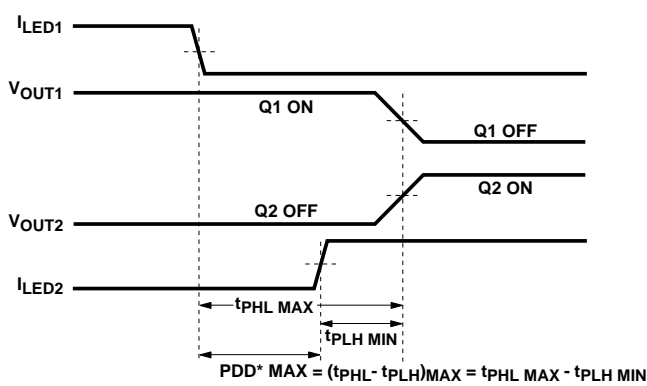 ILED1
VOUT1
Q1 ON
Q1 OFF
Q2 ON
Q2 OFF
VOUT2
ILED2
tPHL MAX
tPLH MIN
PDD* MAX = (tPHL- tPLH)MAX = tPHL MAX - tPLH MIN